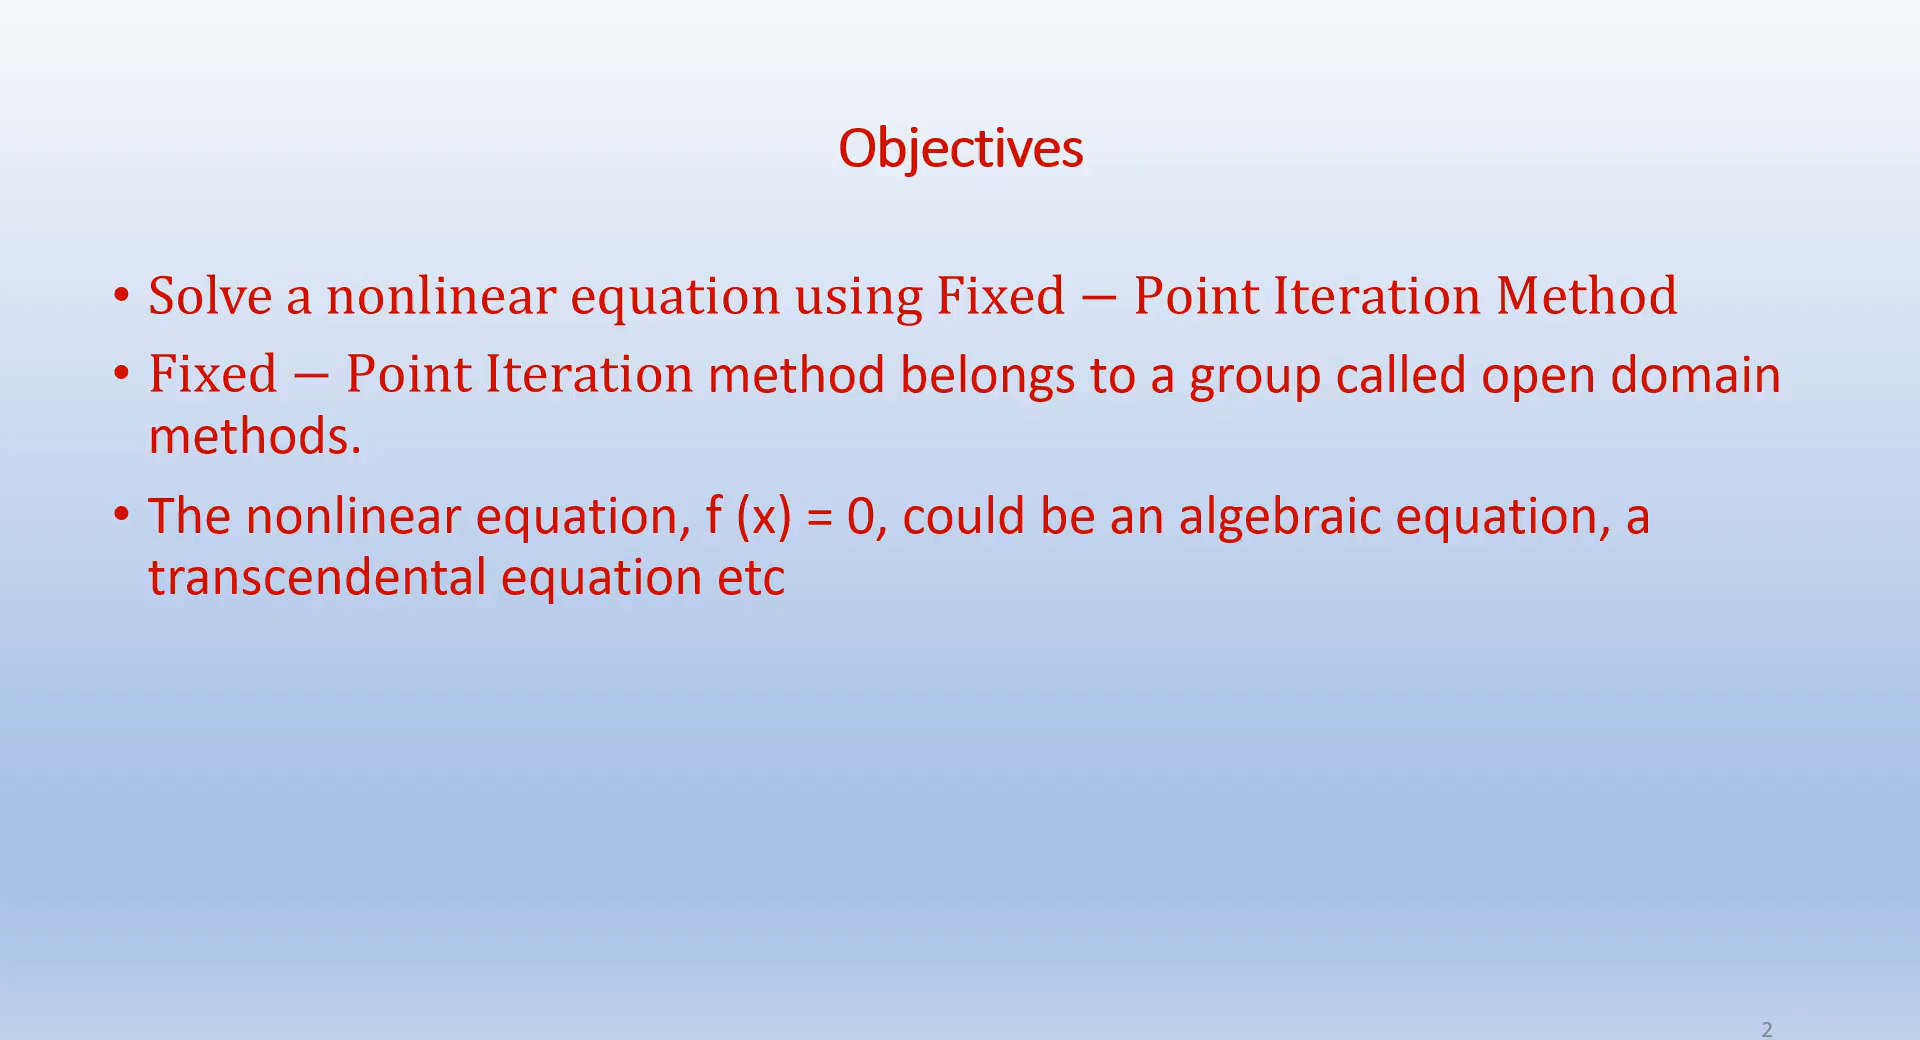 Objectives
• Solve a nonlinear equation using Fixed − Point Iteration Method
• Fixed − Point Iteration method belongs to a group called open domain
methods.
• The nonlinear equation, f (x) = 0, could be an algebraic equation, a
transcendental equation etc
2